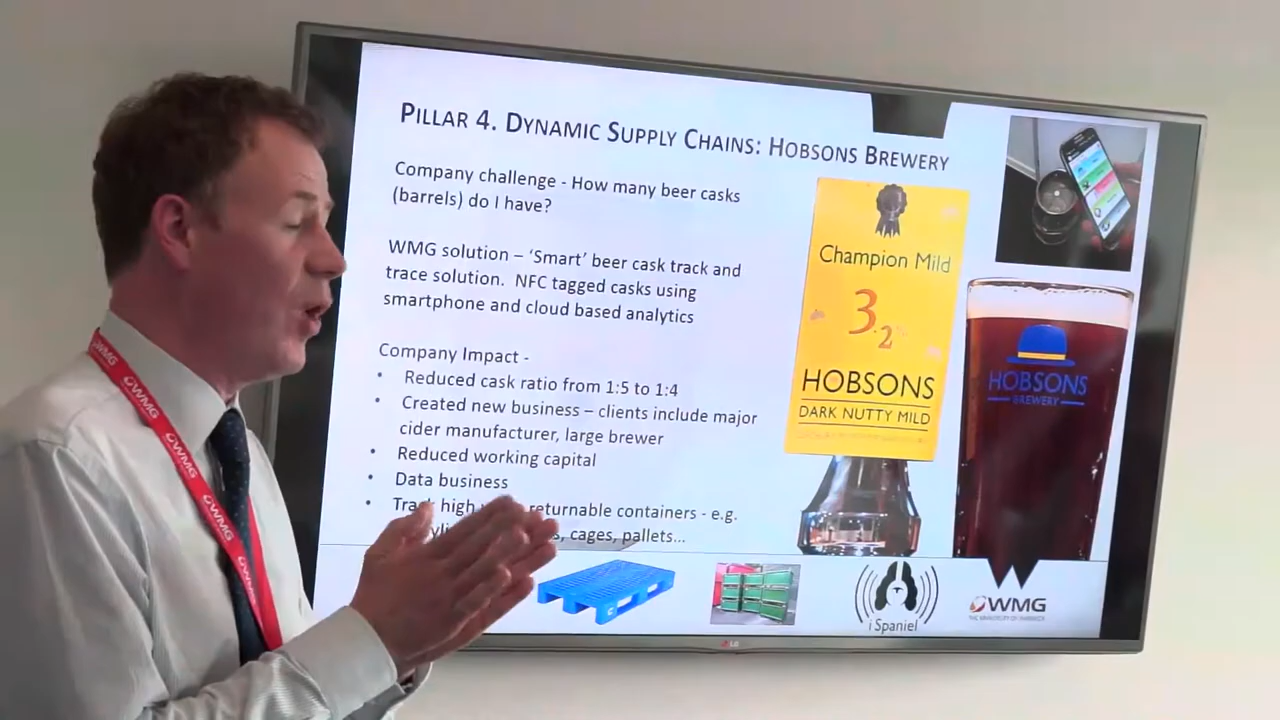 PILLAR 4. DYNAMIC SUPPLY CHAINS: HOBSONS BREWERY
Company challenge - How many beer casks
(barrels) do I have?
WMG solution – ‘Smart’ beer cask track and
trace solution. NFC tagged casks using
smartphone and cloud based analytics
Company Impact -
• Reduced cask ratio from 1:5 to 1:4
• Created new business – clients include major
cider manufacturer, large brewer
• Reduced working capital
• Data business
• Track high returnable containers - e.g.
cages, pallets...
Champion Mild
3.2
HOBSONS
DARK NUTTY MILD
HOBSONS
BREWERY
i Spaniel
WMG
LG
WMG
WMG
WMG
WMG